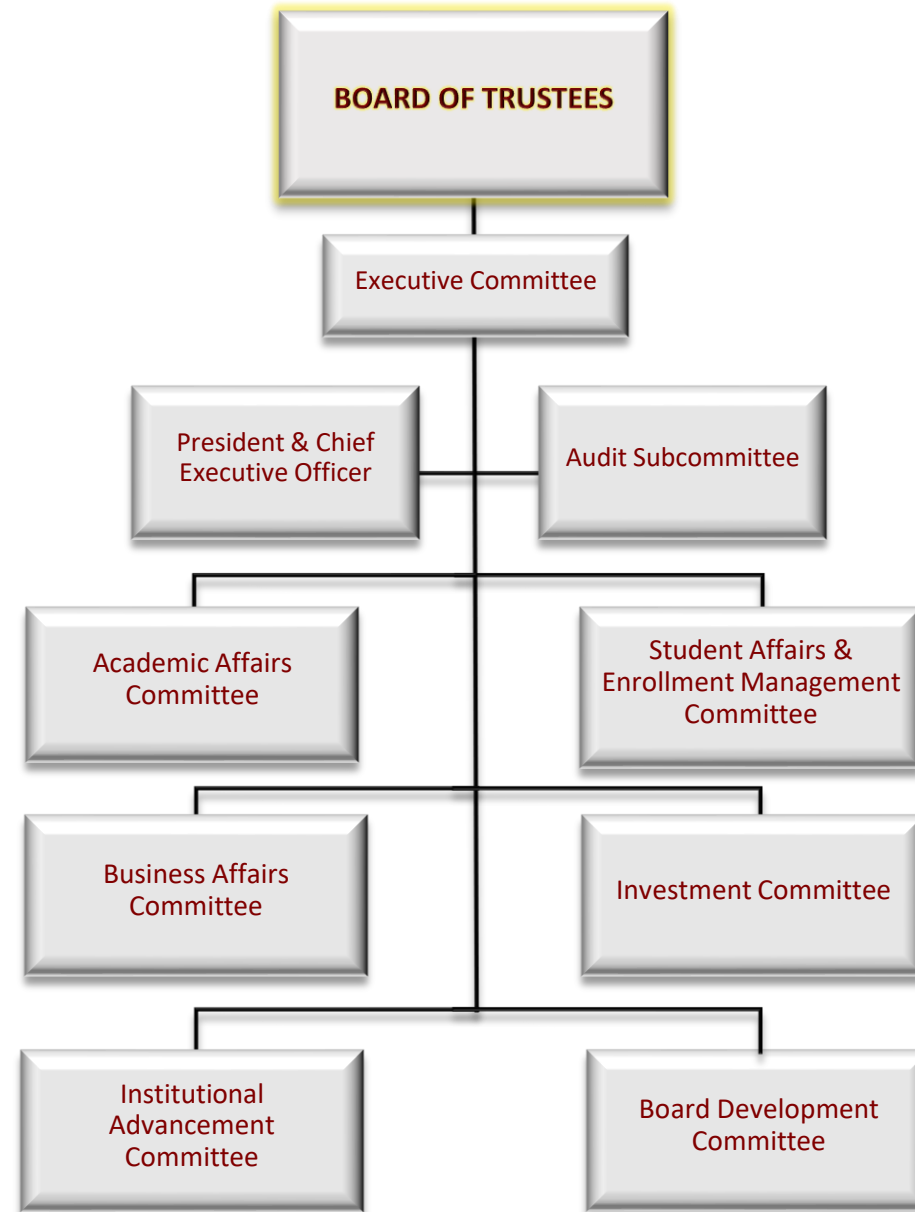 BOARD OF TRUSTEES
Executive Committee
President & Chief
Executive Officer
Audit Subcommittee
Academic Affairs
Committee
Student Affairs &
Enrollment Management
Committee
Business Affairs
Committee
Investment Committee
Institutional
Advancement
Committee
Board Development
Committee